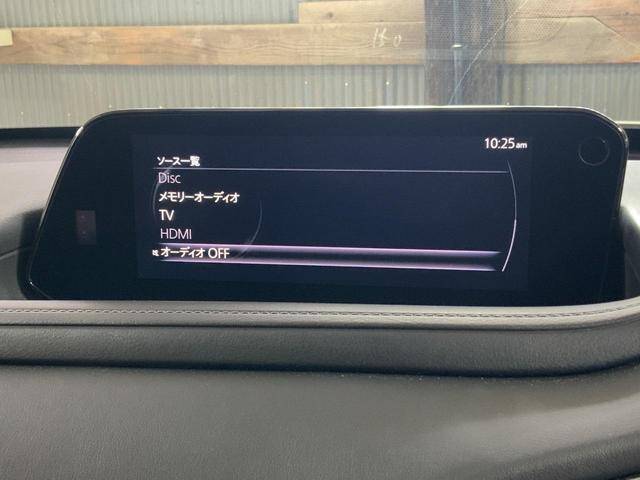 10:25am
ソース一覧
Disc
メモリーオーディオ
TV
HDMI
オーディオ OFF